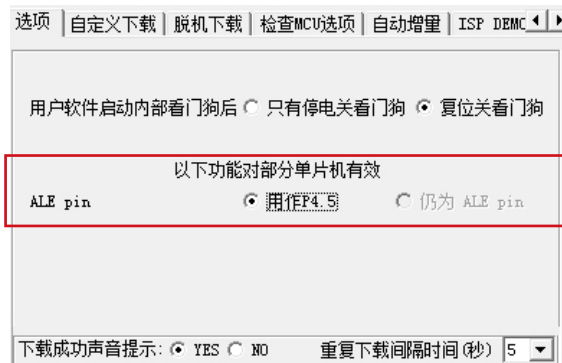 选项 自定义下载 脱机下载 检查MCU选项 自动增量 ISP DEMC
用户软件启动内部看门狗后 只有停电关看门狗 复位关看门狗
以下功能对部分单片机有效
ALE pin 用作EP4.5 仍为 ALE pin
下载成功声音提示: YES NO 重复下载间隔时间(秒) 5